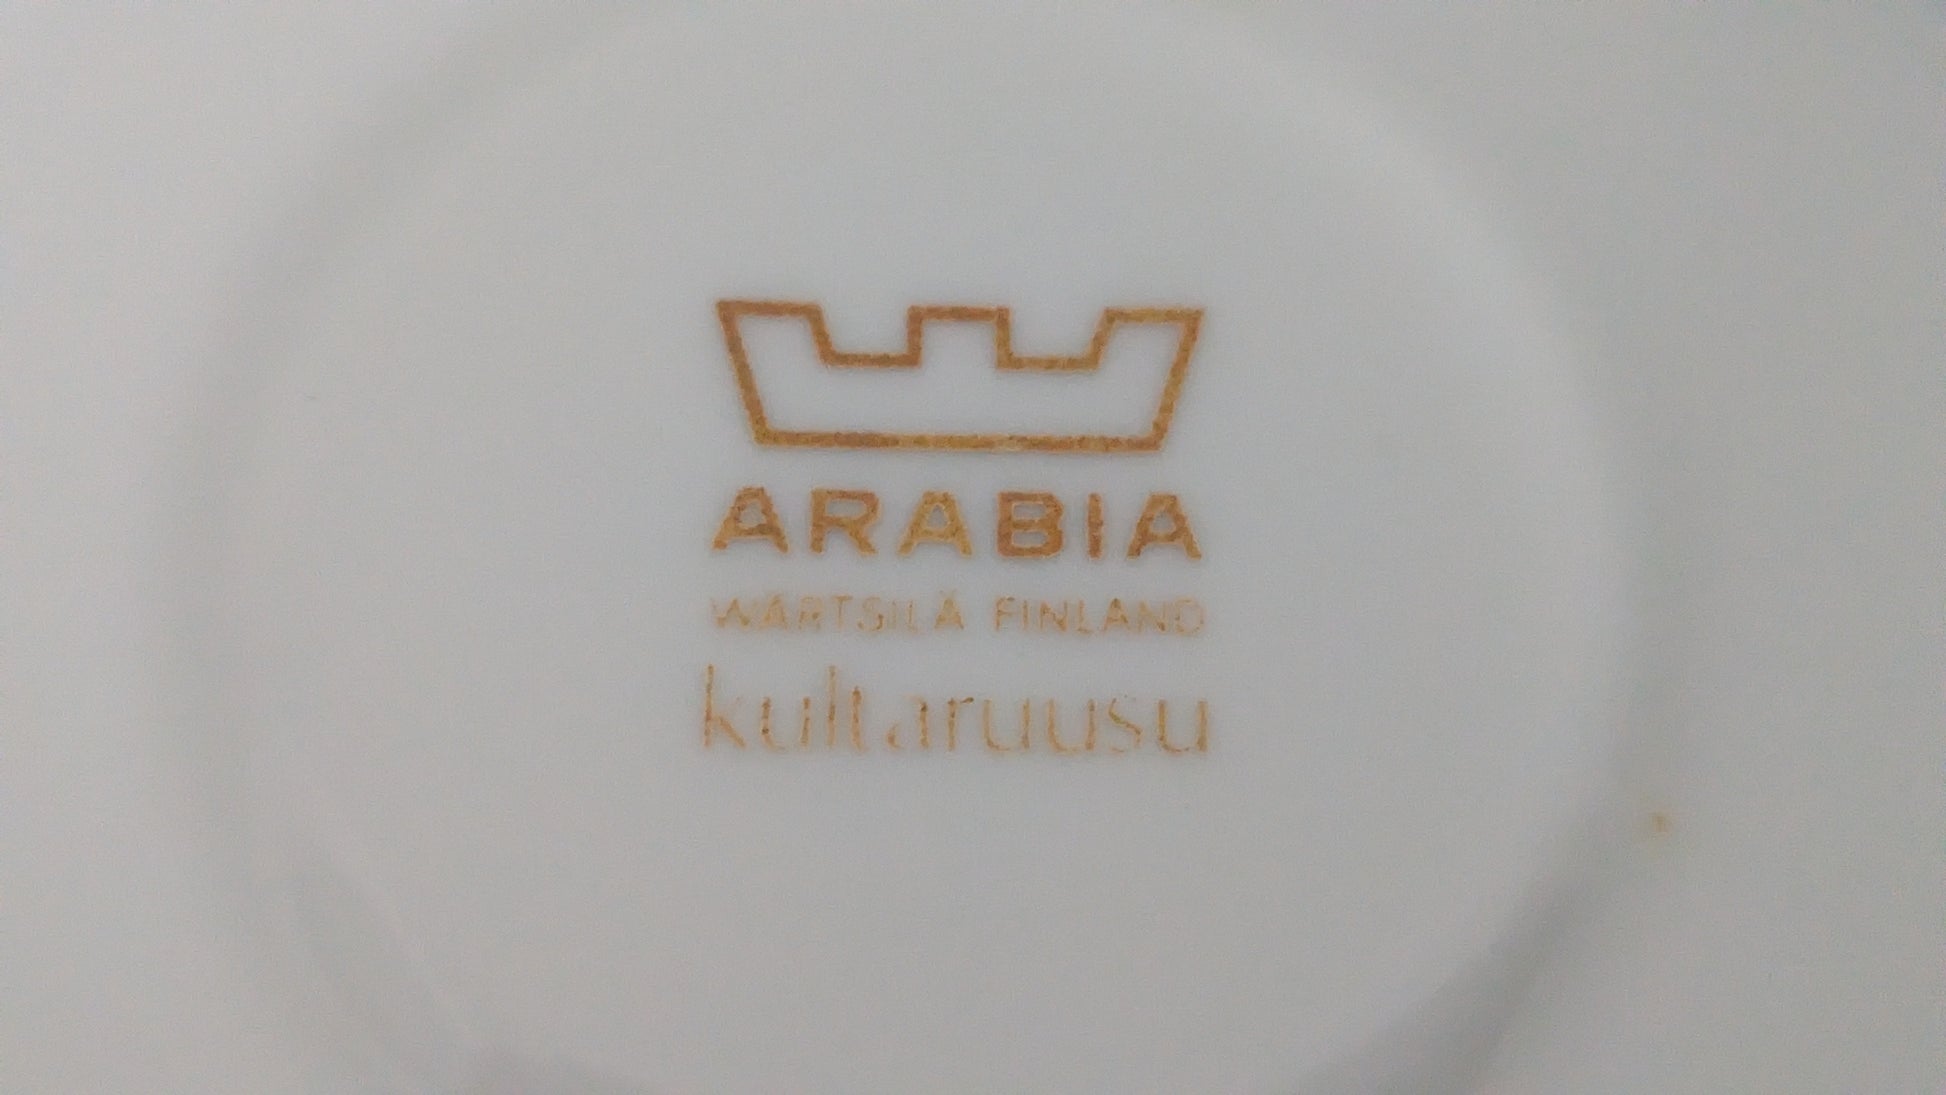 ARABIA
WÄRTSILÄ FINLAND
kultaruusu